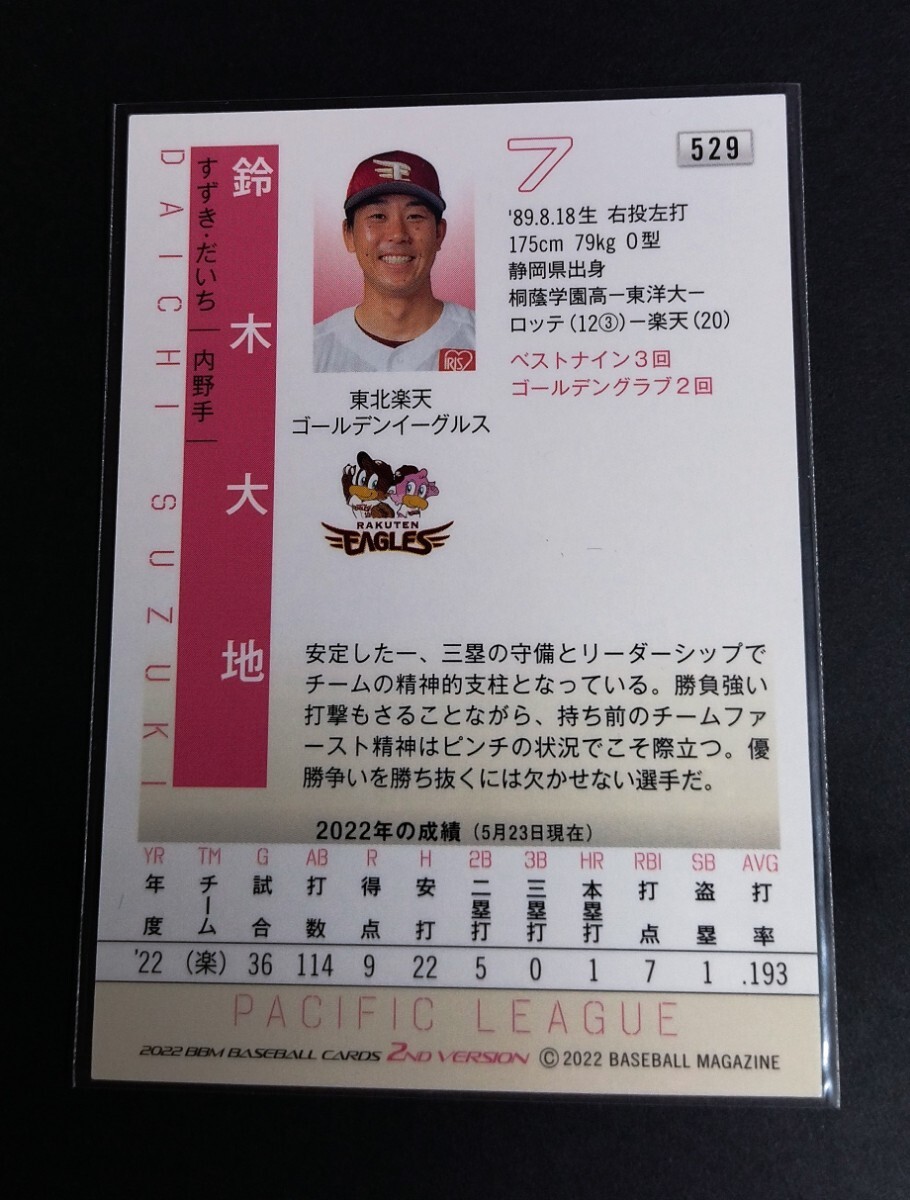 529
7
'89.8.18生 右投左打
175cm 79kg O型
静岡県出身
桐蔭学園高ー東洋大ー
ロッテ(12③)ー楽天(20)
ベストナイン3回
ゴールデングラブ2回
鈴木大地
すずき・だいち｜内野手｜
DAICHI SUZUKI
IRIS
東北楽天
ゴールデンイーグルス
RAKUTEN
EAGLES
安定した一、三塁の守備とリーダーシップで
チームの精神的支柱となっている。勝負強い
打撃もさることながら、持ち前のチームファ
ースト精神はピンチの状況でこそ際立つ。優
勝争いを勝ち抜くには欠かせない選手だ。
2022年の成績(5月23日現在)
YR TM G AB R H 2B 3B HR RBI SB AVG
年度 チーム 試合 打数 得点 安打 二塁打 三塁打 本塁打 打点 盗塁 打率
'22 (楽) 36 114 9 22 5 0 1 7 1 .193
PACIFIC LEAGUE
2022 BBM BASEBALL CARDS 2ND VERSION ©2022 BASEBALL MAGAZINE